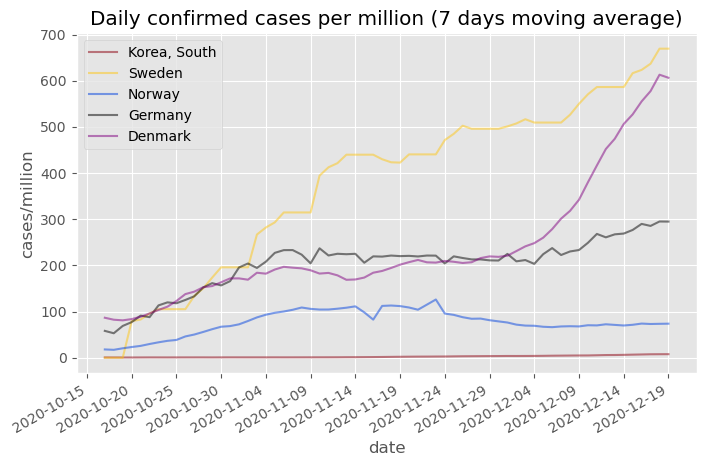 Daily confirmed cases per million (7 days moving average)
700
600
500
400
300
200
100
0
cases/million
Korea, South
Sweden
Norway
Germany
Denmark
2020-10-15
2020-10-20
2020-10-25
2020-10-30
2020-11-04
2020-11-09
2020-11-14
2020-11-19
2020-11-24
2020-11-29
2020-12-04
2020-12-09
2020-12-14
2020-12-19
date